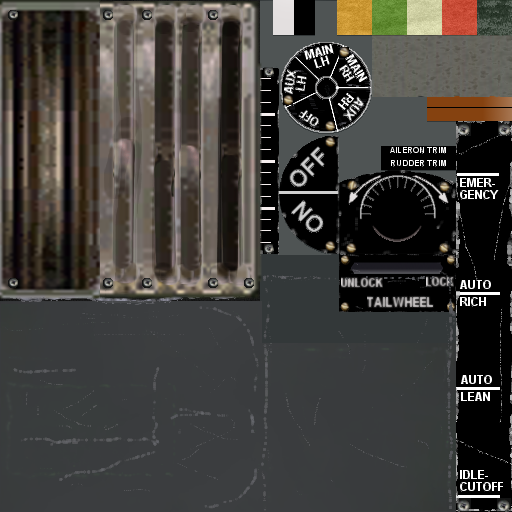 MAIN
LH
MAIN
RH
AUX
LH
AUX
RH
OFF
OFF
NO
AILERON TRIM
RUDDER TRIM
UNLOCK
LOCK
TAILWHEEL
EMER-
GENCY
AUTO
RICH
AUTO
LEAN
IDLE-
CUTOFF